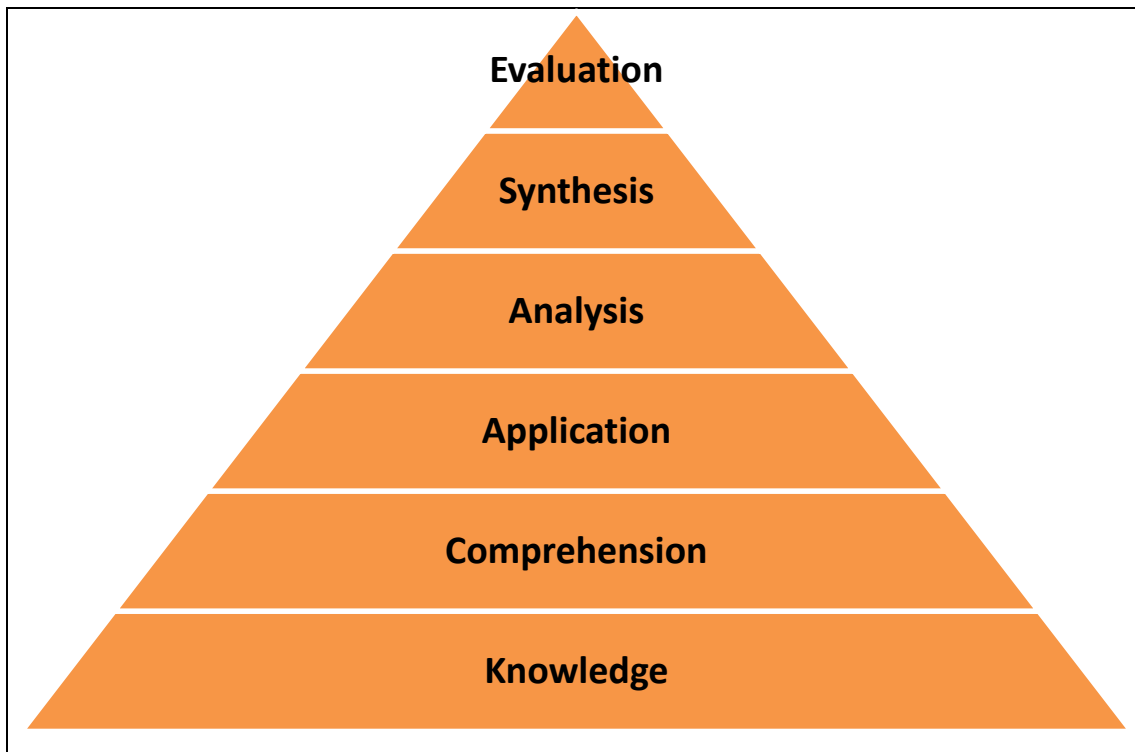 Evaluation
Synthesis
Analysis
Application
Comprehension
Knowledge